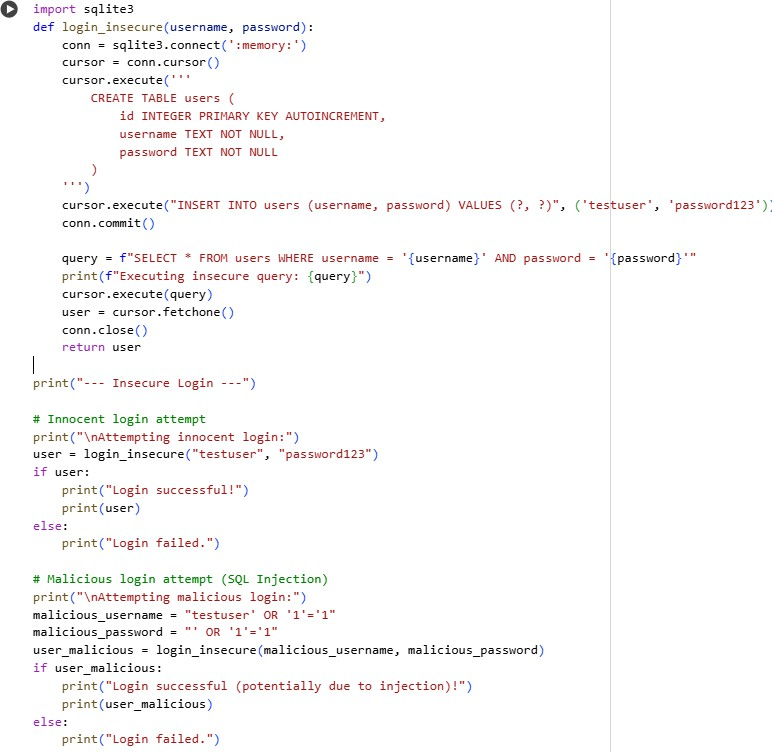 import sqlite3
def login_insecure(username, password):
    conn = sqlite3.connect(':memory:')
    cursor = conn.cursor()
    cursor.execute('''
        CREATE TABLE users (
            id INTEGER PRIMARY KEY AUTOINCREMENT,
            username TEXT NOT NULL,
            password TEXT NOT NULL
        )
    ''')
    cursor.execute("INSERT INTO users (username, password) VALUES (?, ?)", ('testuser', 'password123'))
    conn.commit()

    query = f"SELECT * FROM users WHERE username = '{username}' AND password = '{password}'"
    print(f"Executing insecure query: {query}")
    cursor.execute(query)
    user = cursor.fetchone()
    conn.close()
    return user

print("--- Insecure Login ---")

# Innocent login attempt
print("\nAttempting innocent login:")
user = login_insecure("testuser", "password123")
if user:
    print("Login successful!")
    print(user)
else:
    print("Login failed.")

# Malicious login attempt (SQL Injection)
print("\nAttempting malicious login:")
malicious_username = "testuser' OR '1'='1"
malicious_password = "' OR '1'='1"
user_malicious = login_insecure(malicious_username, malicious_password)
if user_malicious:
    print("Login successful (potentially due to injection)!")
    print(user_malicious)
else:
    print("Login failed.")